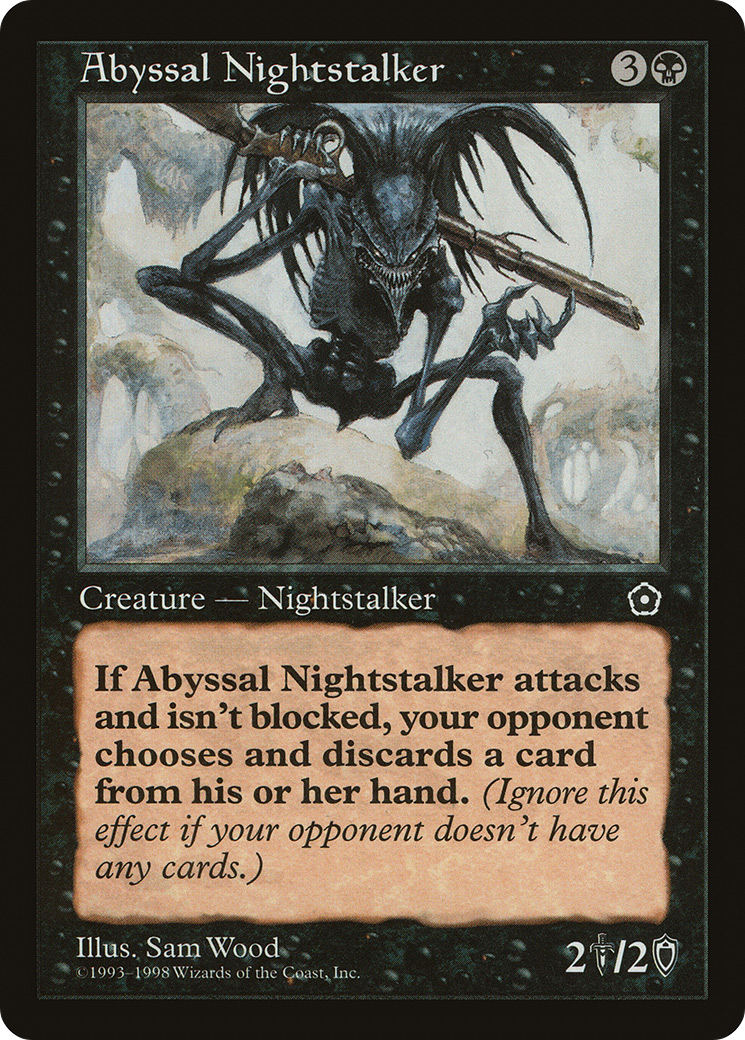 Abyssal Nightstalker 3
Creature — Nightstalker
If Abyssal Nightstalker attacks
and isn't blocked, your opponent
chooses and discards a card
from his or her hand. (Ignore this
effect if your opponent doesn't have
any cards.)
Illus. Sam Wood
©1993–1998 Wizards of the Coast, Inc.
2/2